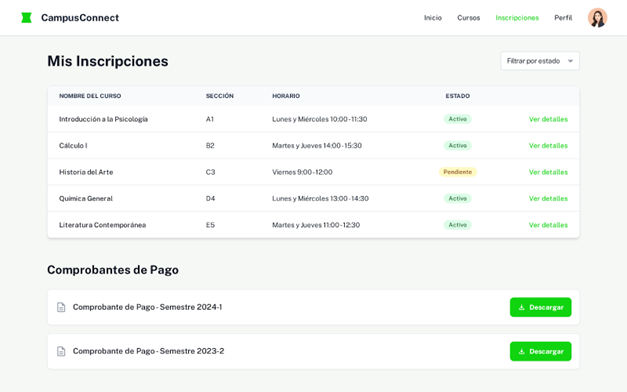 CampusConnect
Inicio Cursos Inscripciones Perfil
Mis Inscripciones
Filtrar por estado
NOMBRE DEL CURSO SECCIÓN HORARIO ESTADO
Introducción a la Psicología A1 Lunes y Miércoles 10:00 - 11:30 Activo Ver detalles
Cálculo I B2 Martes y Jueves 14:00 - 15:30 Activo Ver detalles
Historia del Arte C3 Viernes 9:00 - 12:00 Pendiente Ver detalles
Química General D4 Lunes y Miércoles 13:00 - 14:30 Activo Ver detalles
Literatura Contemporánea E5 Martes y Jueves 11:00 - 12:30 Activo Ver detalles
Comprobantes de Pago
Comprobante de Pago - Semestre 2024-1 Descargar
Comprobante de Pago - Semestre 2023-2 Descargar